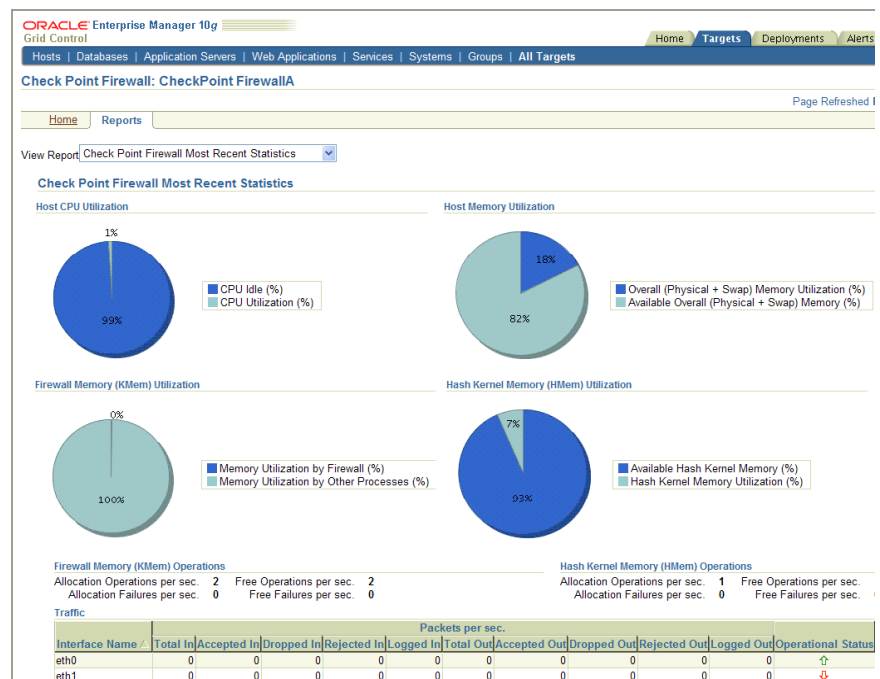 ORACLE Enterprise Manager 10g
Grid Control
Home Targets Deployments Alerts
Hosts | Databases | Application Servers | Web Applications | Services | Systems | Groups | All Targets
Check Point Firewall: CheckPoint FirewallA
Page Refreshed
Home Reports
View Report Check Point Firewall Most Recent Statistics
Check Point Firewall Most Recent Statistics
Host CPU Utilization
1%
99%
CPU Idle (%)
CPU Utilization (%)
Host Memory Utilization
18%
82%
Overall (Physical + Swap) Memory Utilization (%)
Available Overall (Physical + Swap) Memory (%)
Firewall Memory (KMem) Utilization
0%
100%
Memory Utilization by Firewall (%)
Memory Utilization by Other Processes (%)
Hash Kernel Memory (HMem) Utilization
7%
93%
Available Hash Kernel Memory (%)
Hash Kernel Memory Utilization (%)
Firewall Memory (KMem) Operations
Allocation Operations per sec. 2 Free Operations per sec. 2
Allocation Failures per sec. 0 Free Failures per sec. 0
Hash Kernel Memory (HMem) Operations
Allocation Operations per sec. 1 Free Operations per sec.
Allocation Failures per sec. 0 Free Failures per sec.
Traffic
Packets per sec.
Interface Name Total In Accepted In Dropped In Rejected In Logged In Total Out Accepted Out Dropped Out Rejected Out Logged Out Operational Status
eth0 0 0 0 0 0 0 0 0 0 0
eth1 0 0 0 0 0 0 0 0 0 0